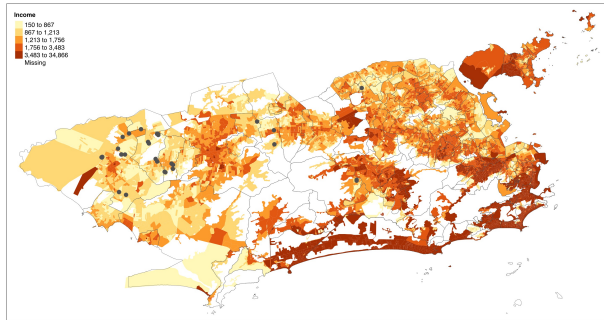 Income
150 to 867
867 to 1,213
1,213 to 1,756
1,756 to 3,483
3,483 to 34,866
Missing